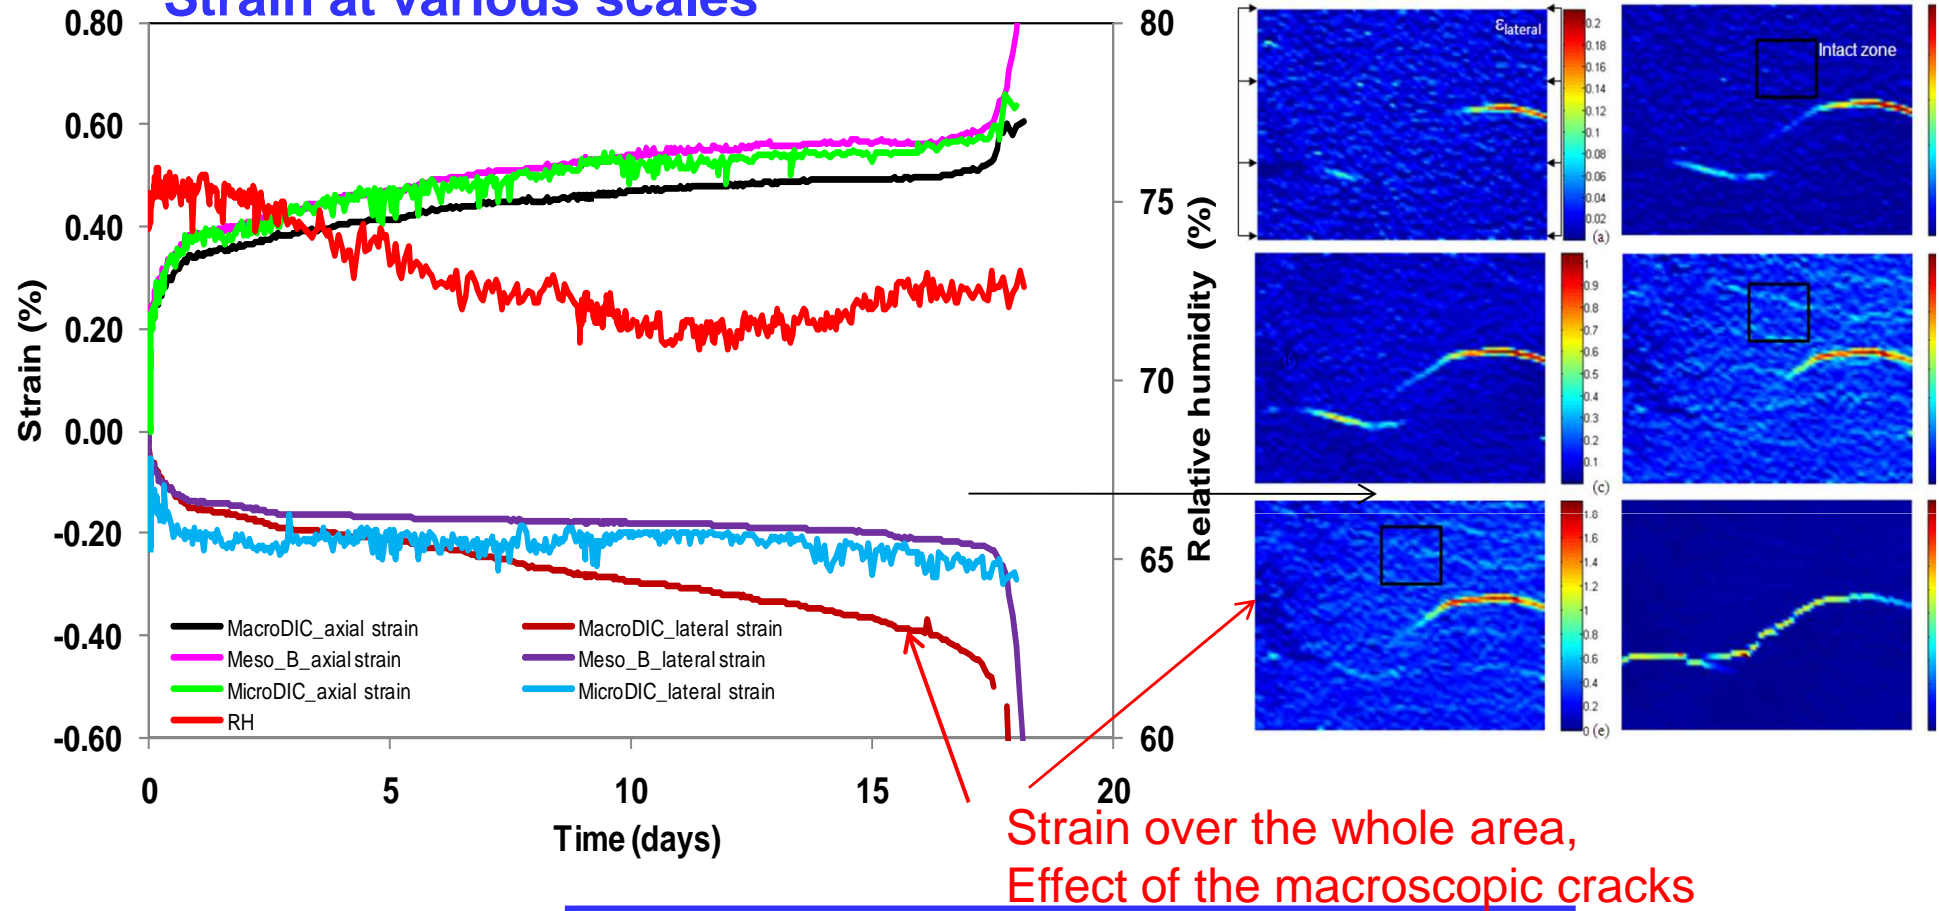 Strain at various scales
0.80
0.60
0.40
0.20
0.00
-0.20
-0.40
-0.60
Strain (%)
0
5
10
15
20
Time (days)
80
75
70
65
60
Relative humidity (%)
MacroDIC_axial strain
MacroDIC_lateral strain
Meso_B_axial strain
Meso_B_lateral strain
MicroDIC_axial strain
MicroDIC_lateral strain
RH
εlateral
0.2
0.18
0.16
0.14
0.12
0.1
0.08
0.06
0.04
0.02
(a)
Intact zone
1
0.9
0.8
0.7
0.6
0.5
0.4
0.3
0.2
0.1
(c)
1.8
1.6
1.4
1.2
1
0.8
0.6
0.4
0.2
0 (e)
Strain over the whole area,
Effect of the macroscopic cracks